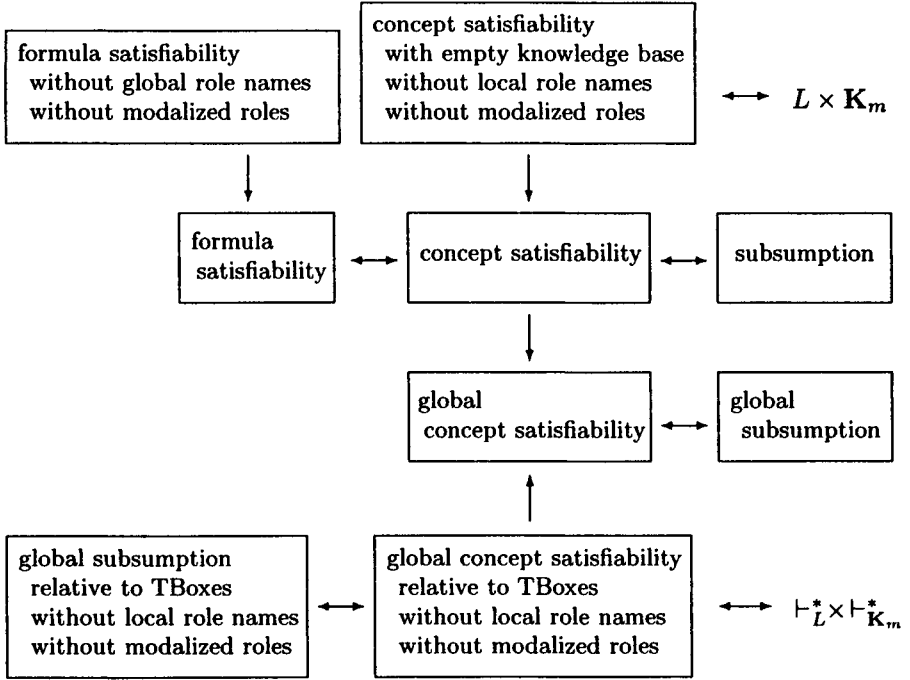 formula satisfiability
without global role names
without modalized roles
concept satisfiability
with empty knowledge base
without local role names
without modalized roles
↔ L × K_m
formula
satisfiability
↔
concept satisfiability
↔
subsumption
global
concept satisfiability
↔
global
subsumption
global subsumption
relative to TBoxes
without local role names
without modalized roles
↔
global concept satisfiability
relative to TBoxes
without local role names
without modalized roles
↔ ⊢*_L × ⊢*_{K_m}